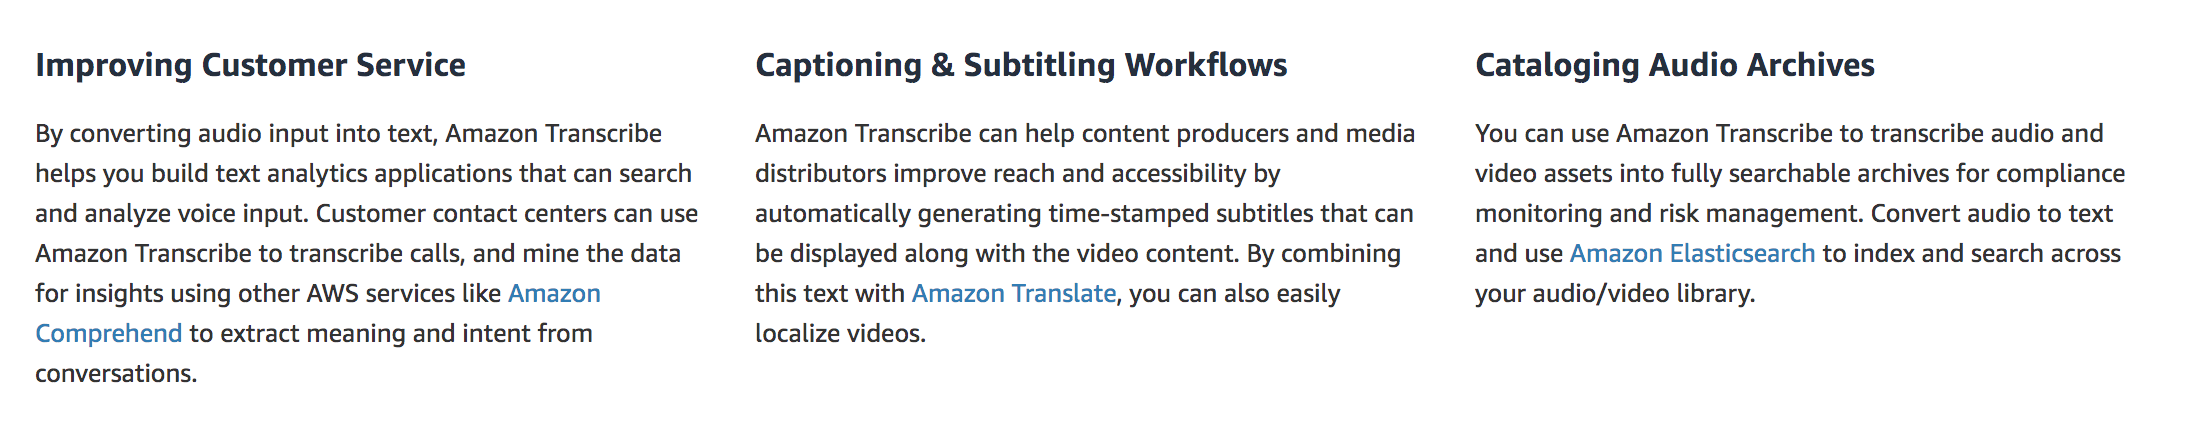 Improving Customer Service
By converting audio input into text, Amazon Transcribe
helps you build text analytics applications that can search
and analyze voice input. Customer contact centers can use
Amazon Transcribe to transcribe calls, and mine the data
for insights using other AWS services like Amazon
Comprehend to extract meaning and intent from
conversations.
Captioning & Subtitling Workflows
Amazon Transcribe can help content producers and media
distributors improve reach and accessibility by
automatically generating time-stamped subtitles that can
be displayed along with the video content. By combining
this text with Amazon Translate, you can also easily
localize videos.
Cataloging Audio Archives
You can use Amazon Transcribe to transcribe audio and
video assets into fully searchable archives for compliance
monitoring and risk management. Convert audio to text
and use Amazon Elasticsearch to index and search across
your audio/video library.